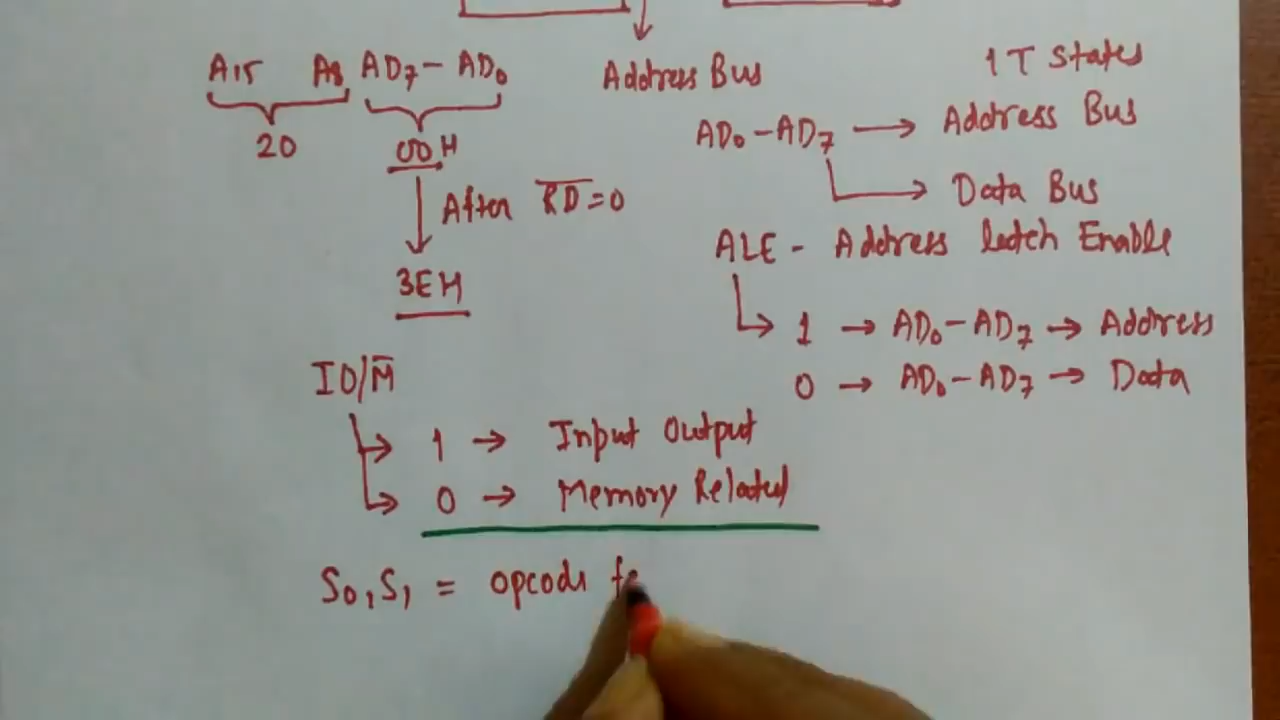 A15 A8 AD7 - AD0
20 00H
After RD=0
3EH
IO/M
1 → Input Output
0 → Memory Related
S0,S1 = opcode
Address Bus
1 T States
AD0 - AD7 → Address Bus
Data Bus
ALE - Address latch Enable
1 → AD0 - AD7 → Address
0 → AD0 - AD7 → Data